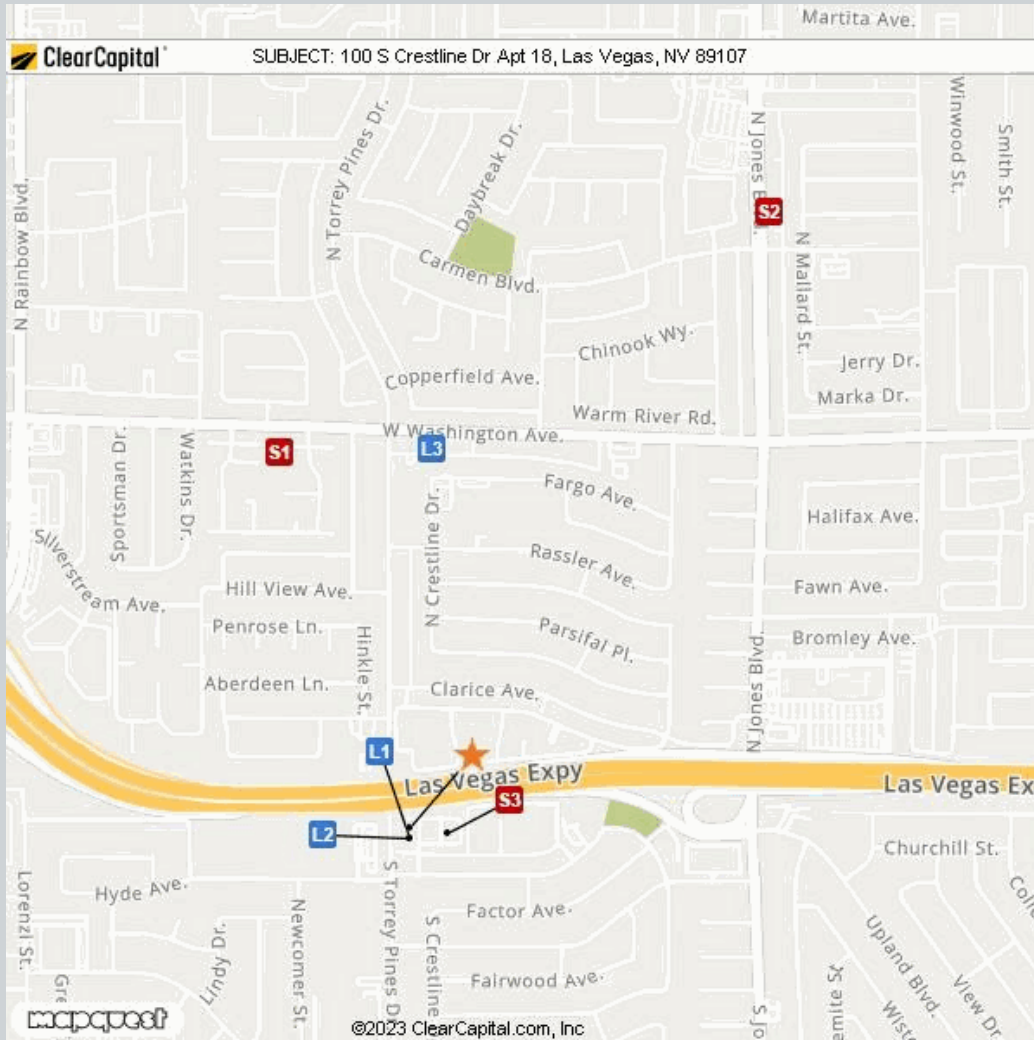 Martita Ave.
ClearCapital
SUBJECT: 100 S Crestline Dr Apt 18, Las Vegas, NV 89107
N Torrey Pines Dr.
Daybreak Dr.
N Jones B
Winwood St.
Smith St.
S2
N Rainbow Blvd.
Carmen Blvd.
N Mallard St.
Chinook Wy.
Jerry Dr.
Copperfield Ave.
Marka Dr.
Warm River Rd.
W Washington Ave.
S1
L3
Sportsman Dr.
Watkins Dr.
Fargo Ave.
Halifax Ave.
N Crestline Dr.
Silverstream Ave.
Rassler Ave.
Hill View Ave.
Fawn Ave.
Penrose Ln.
Parsifal Pl.
Bromley Ave.
Hinkle St.
N Jones Blvd
Aberdeen Ln.
Clarice Ave.
L1
Las Vegas Expy
Las Vegas Ex
S3
L2
Churchill St.
Hyde Ave.
Lorenzi St.
S Torrey Pines D
Factor Ave.
Newcomer St.
Lindy Dr.
S Crestline
Upland Blvd.
View Dr.
Fairwood Ave.
Gre
S Jo
mapquest
©2023 ClearCapital.com, Inc